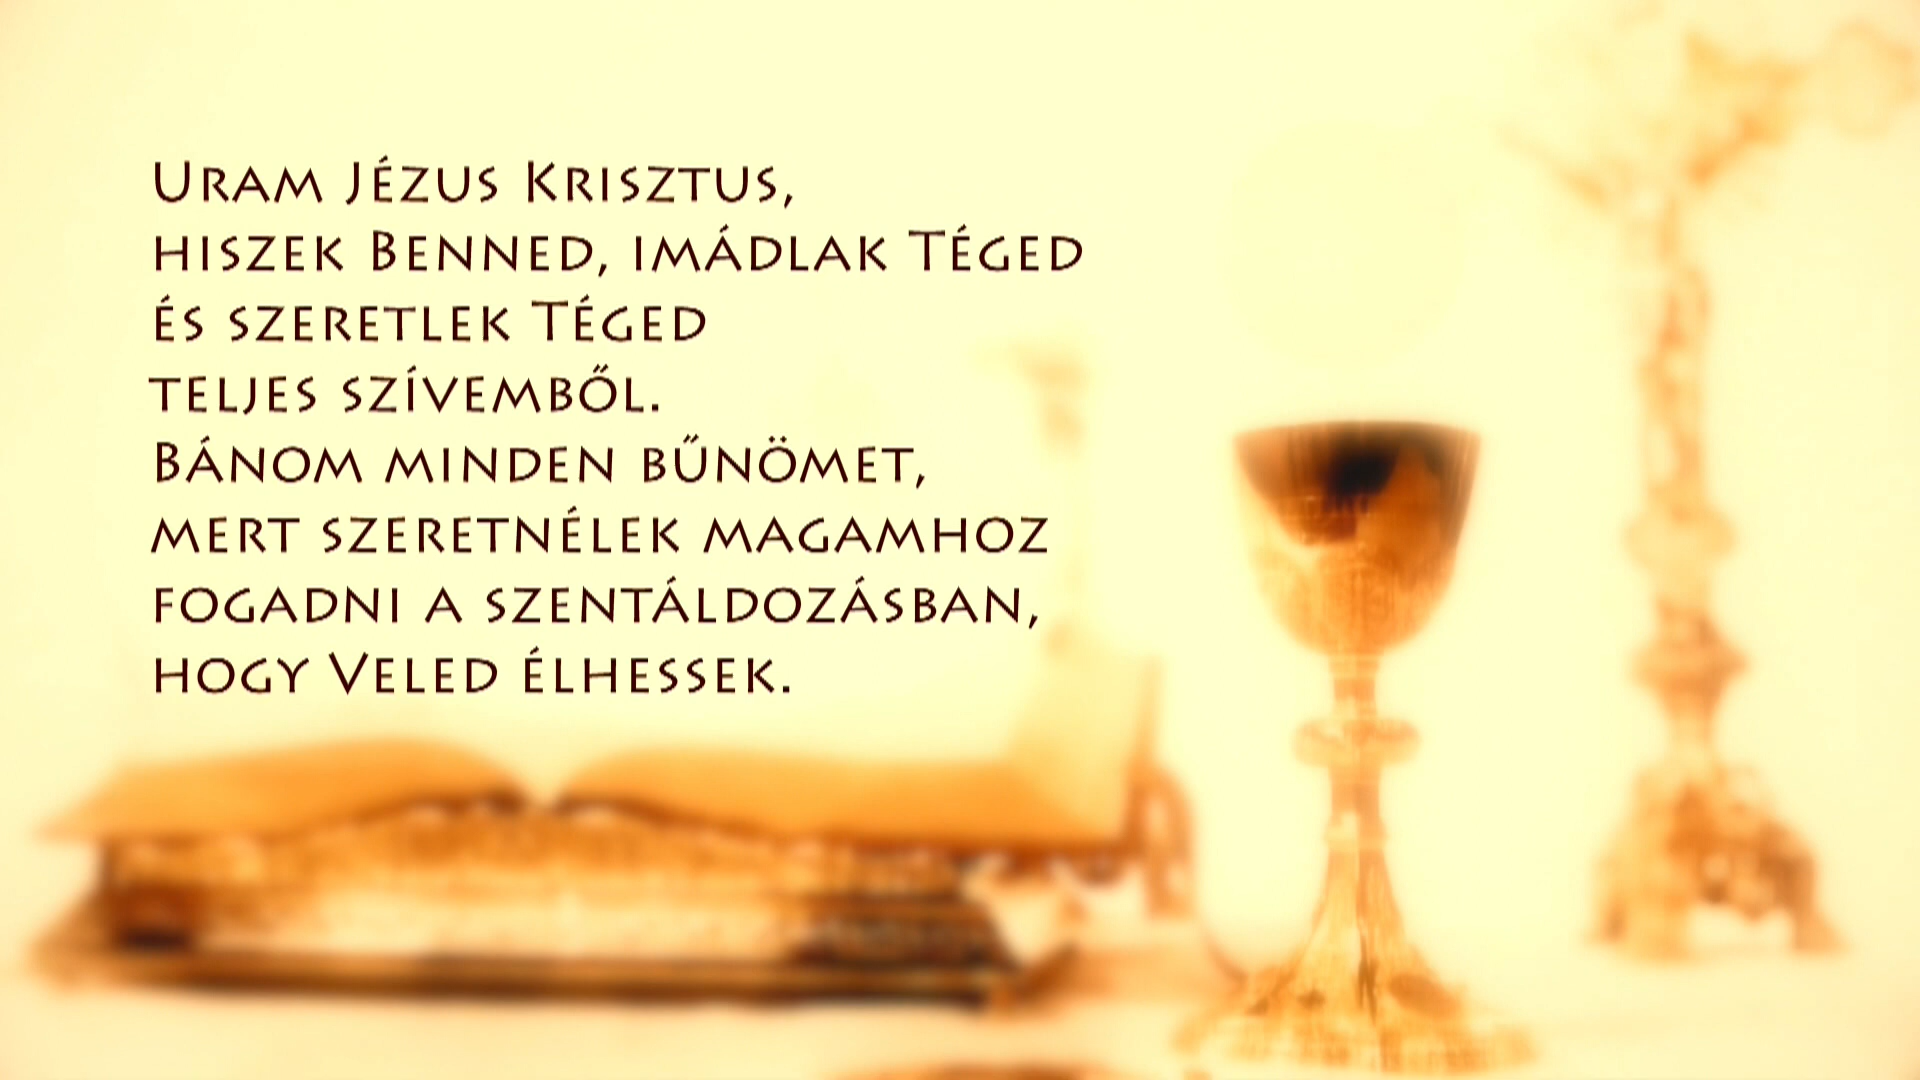 Uram Jézus Krisztus,
hiszek Benned, imádlak Téged
és szeretlek Téged
teljes szívemből.
Bánom minden bűnömet,
mert szeretnélek magamhoz
fogadni a szentáldozásban,
hogy Veled élhessek.